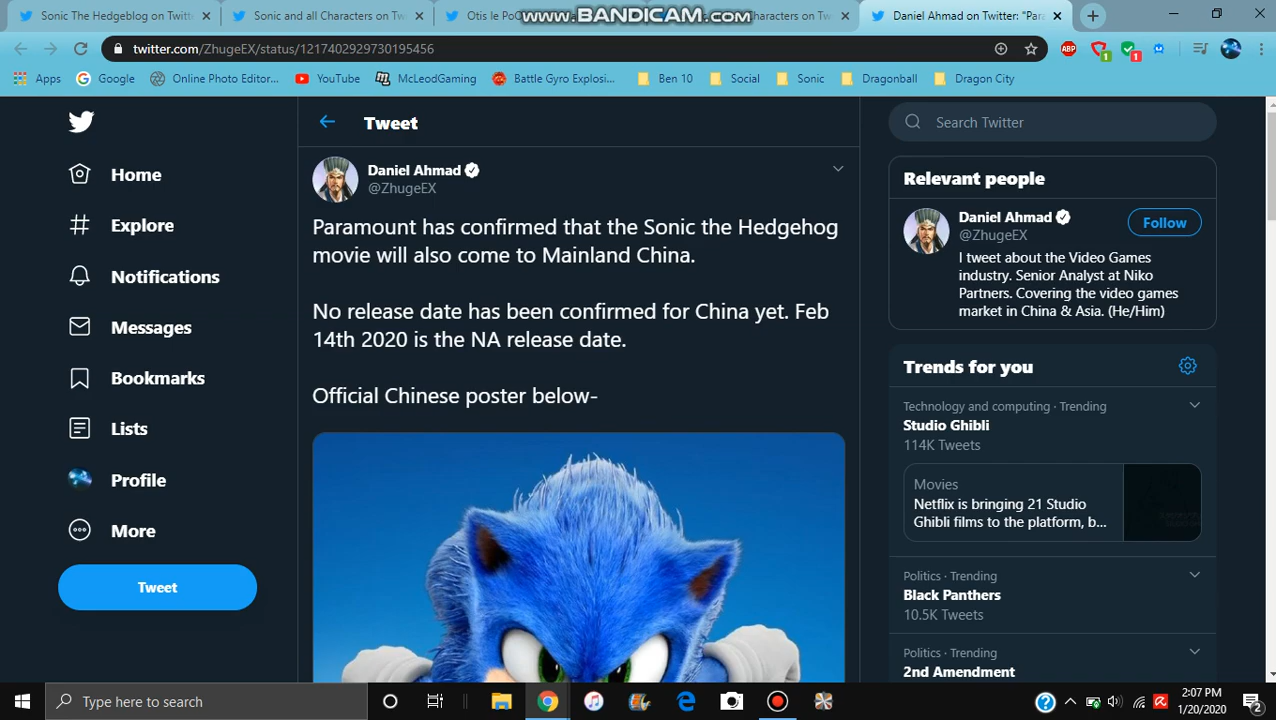 Sonic The Hedgeblog on Twitt
Sonic and all Characters on Tw
Otis le PoC
haracters on Tw
Daniel Ahmad on Twitter: "Para
www.BANDICAM.com
twitter.com/ZhugeEX/status/1217402929730195456
ABP
1
1
Apps
Google
Online Photo Editor...
YouTube
McLeodGaming
Battle Gyro Explosi...
Ben 10
Social
Sonic
Dragonball
Dragon City
Home
Explore
Notifications
Messages
Bookmarks
Lists
Profile
More
Tweet
Tweet
Daniel Ahmad
@ZhugeEX
Paramount has confirmed that the Sonic the Hedgehog
movie will also come to Mainland China.
No release date has been confirmed for China yet. Feb
14th 2020 is the NA release date.
Official Chinese poster below-
Search Twitter
Relevant people
Daniel Ahmad
@ZhugeEX
Follow
I tweet about the Video Games
industry. Senior Analyst at Niko
Partners. Covering the video games
market in China & Asia. (He/Him)
Trends for you
Technology and computing · Trending
Studio Ghibli
114K Tweets
Movies
Netflix is bringing 21 Studio
Ghibli films to the platform, b...
Politics · Trending
Black Panthers
10.5K Tweets
Politics · Trending
2nd Amendment
Type here to search
2:07 PM
1/20/2020
2